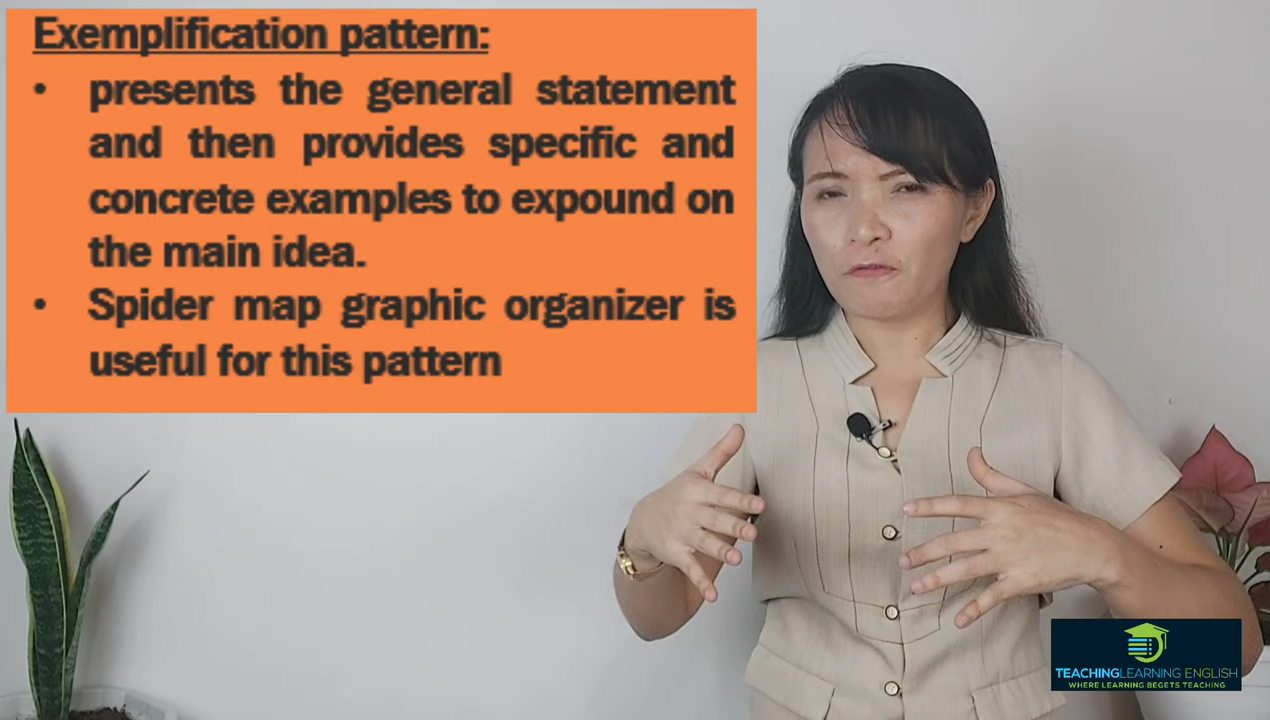 Exemplification pattern:
• presents the general statement
and then provides specific and
concrete examples to expound on
the main idea.
• Spider map graphic organizer is
useful for this pattern
TEACHINGLEARNING ENGLISH
WHERE LEARNING BEGETS TEACHING